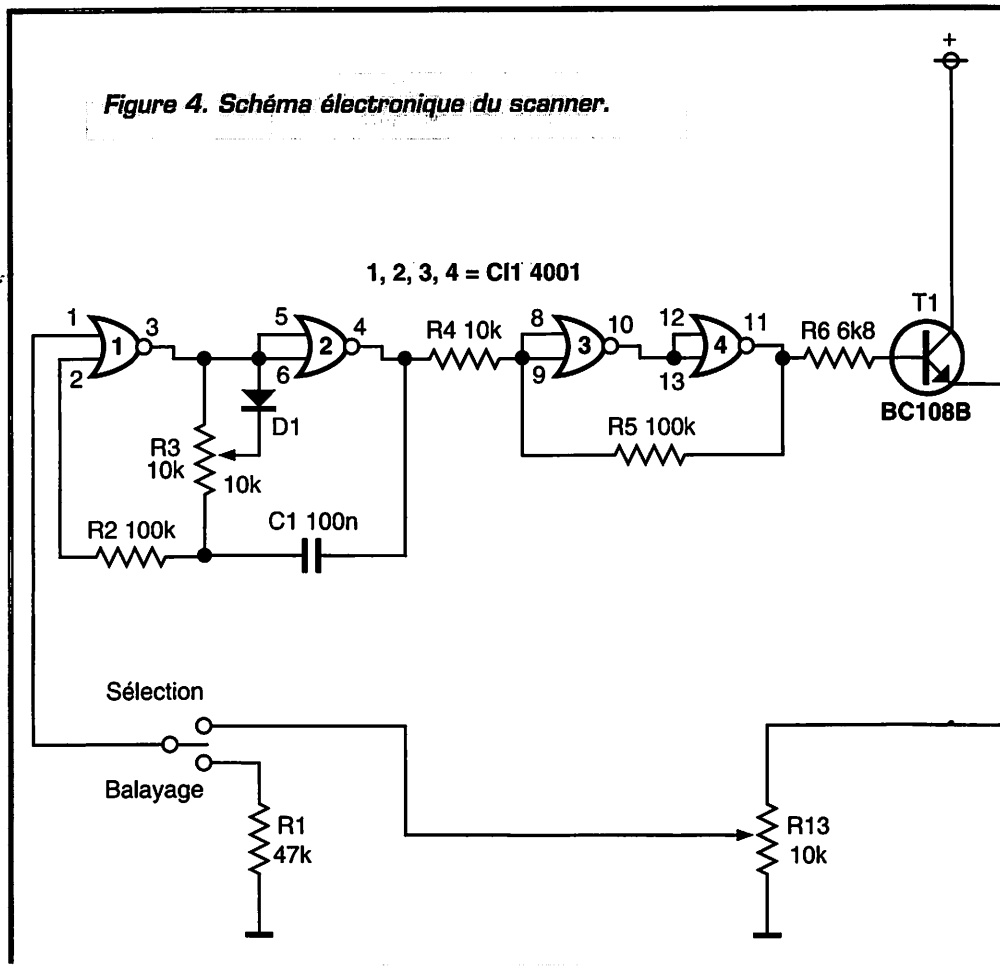 +
Figure 4. Schéma électronique du scanner.
1, 2, 3, 4 = CI1 4001
T1
1
2
1
3
5
6
2
4
R4 10k
8
9
3
10
12
13
4
11
R6 6k8
BC108B
D1
R3
10k
10k
R5 100k
R2 100k
C1 100n
Sélection
Balayage
R1
47k
R13
10k